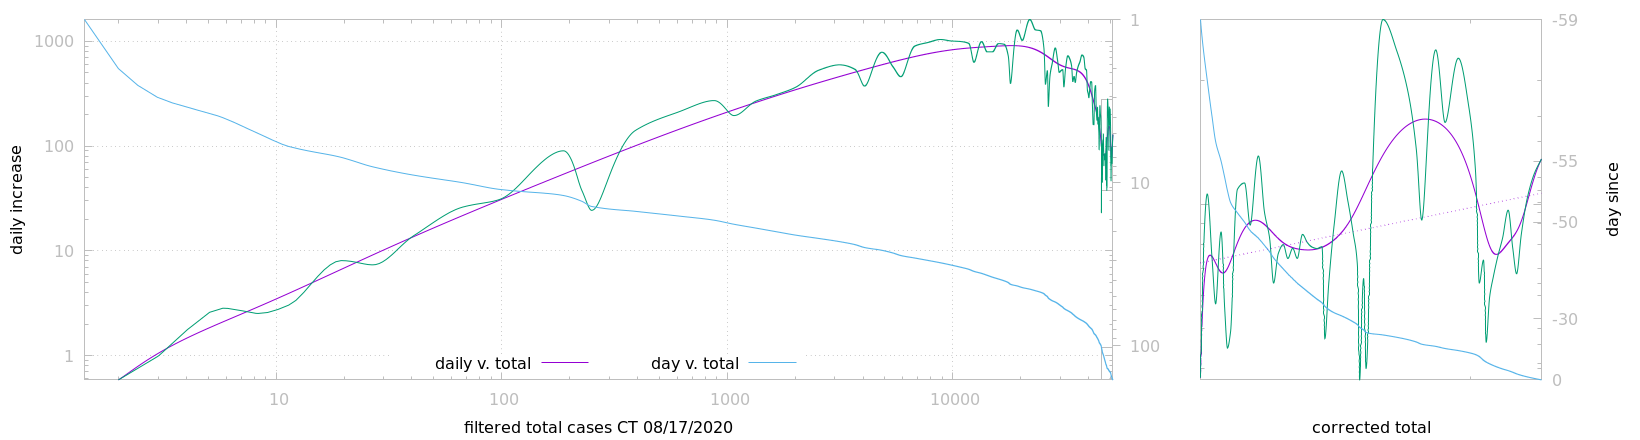 1000
100
10
1
daily increase
10
100
1000
10000
filtered total cases CT 08/17/2020
daily v. total
day v. total
1
10
100
-59
-55
-50
-30
0
day since
corrected total